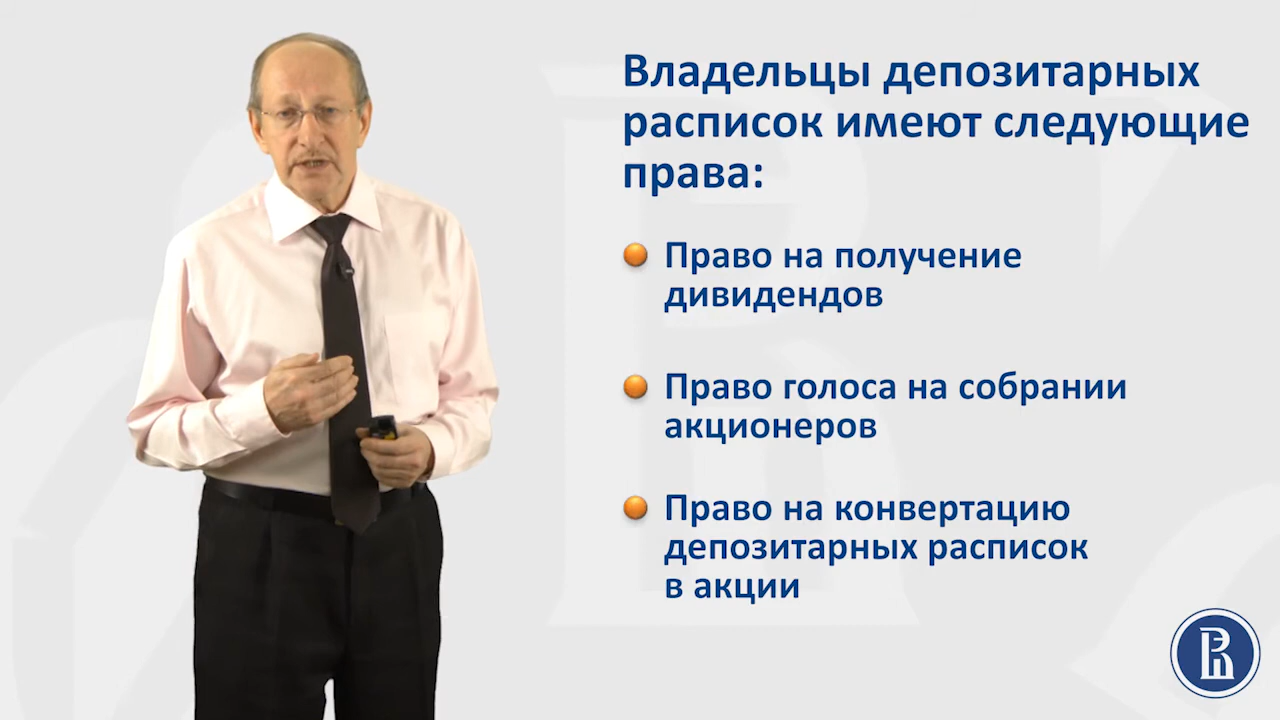 Владельцы депозитарных
расписок имеют следующие
права:
Право на получение
дивидендов
Право голоса на собрании
акционеров
Право на конвертацию
депозитарных расписок
в акции